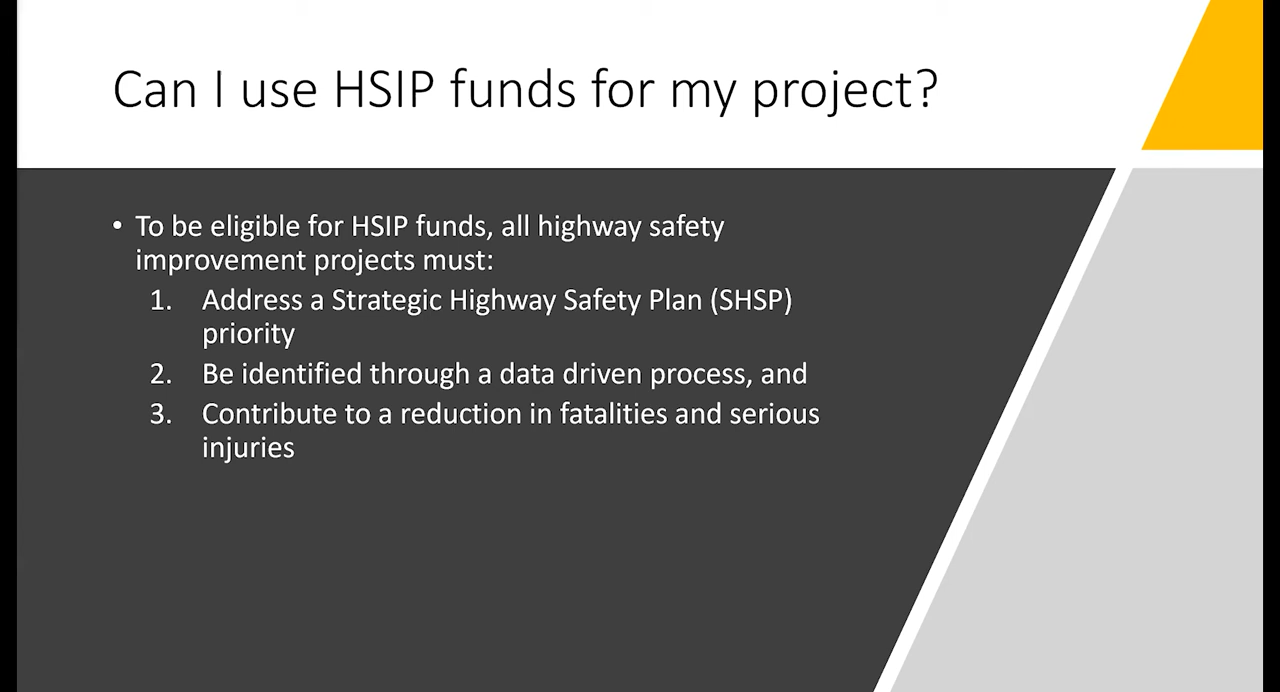 Can I use HSIP funds for my project?
• To be eligible for HSIP funds, all highway safety
improvement projects must:
1. Address a Strategic Highway Safety Plan (SHSP)
priority
2. Be identified through a data driven process, and
3. Contribute to a reduction in fatalities and serious
injuries